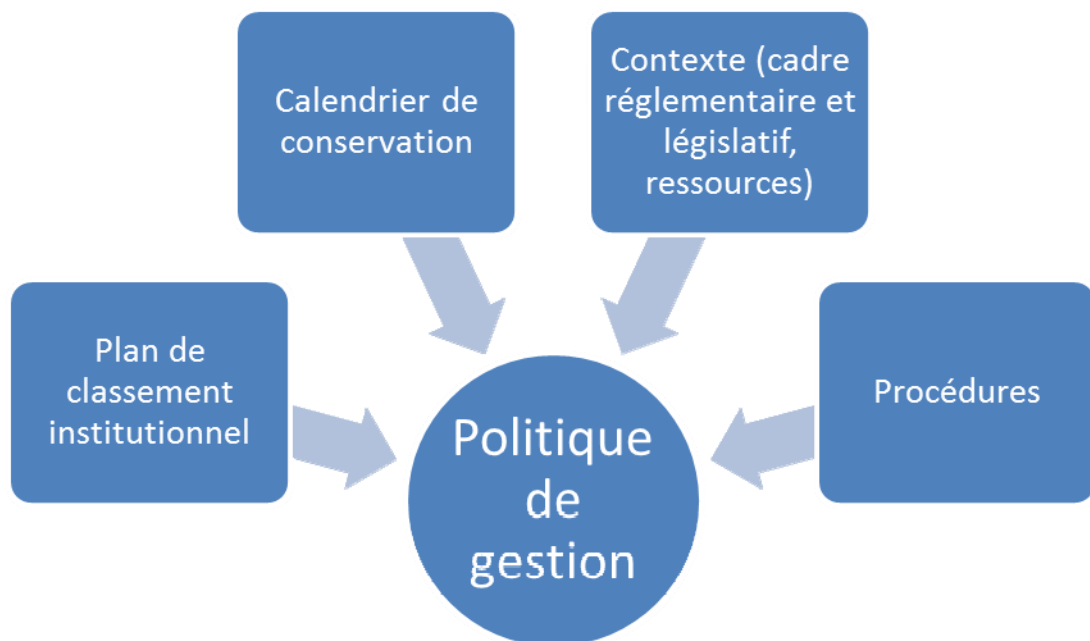 Calendrier de
conservation
Contexte (cadre
réglementaire et
législatif,
ressources)
Plan de
classement
institutionnel
Procédures
Politique
de
gestion